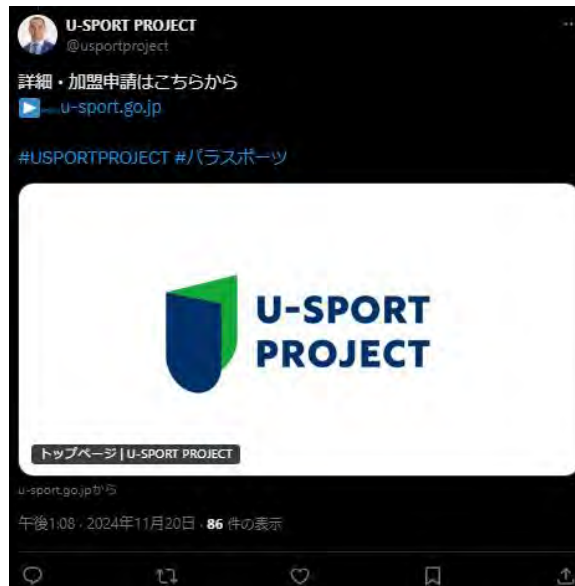 U-SPORT PROJECT
@usportproject
詳細・加盟申請はこちらから
u-sport.go.jp
#USPORTPROJECT #パラスポーツ
U-SPORT
PROJECT
トップページ | U-SPORT PROJECT
u-sport.go.jpから
午後1:08 · 2024年11月20日 · 86 件の表示